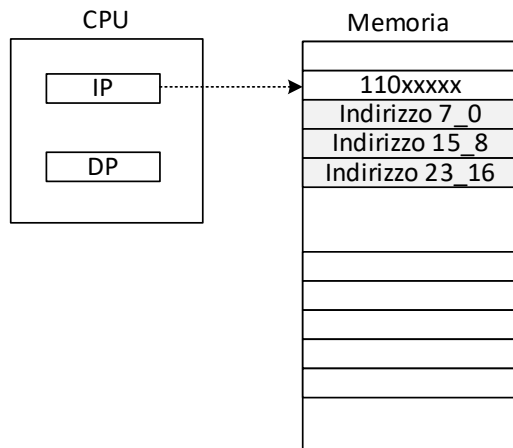 CPU
Memoria
IP
110xxxxx
Indirizzo 7_0
Indirizzo 15_8
DP
Indirizzo 23_16